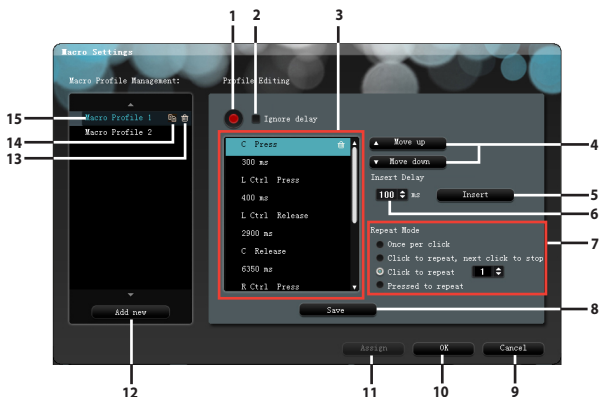 1
2
3
Macro Settings
Macro Profile Management:
Profile Editing
Macro Profile 1
Macro Profile 2
Add new
Ignore delay
C Press
300 ms
L Ctrl Press
400 ms
L Ctrl Release
2900 ms
C Release
6350 ms
R Ctrl Press
Move up
Move down
Insert Delay
100 ms
Insert
Repeat Mode
Once per click
Click to repeat, next click to stop
Click to repeat 1
Pressed to repeat
Save
Assign
OK
Cancel
15
14
13
4
5
6
7
8
12
11
10
9